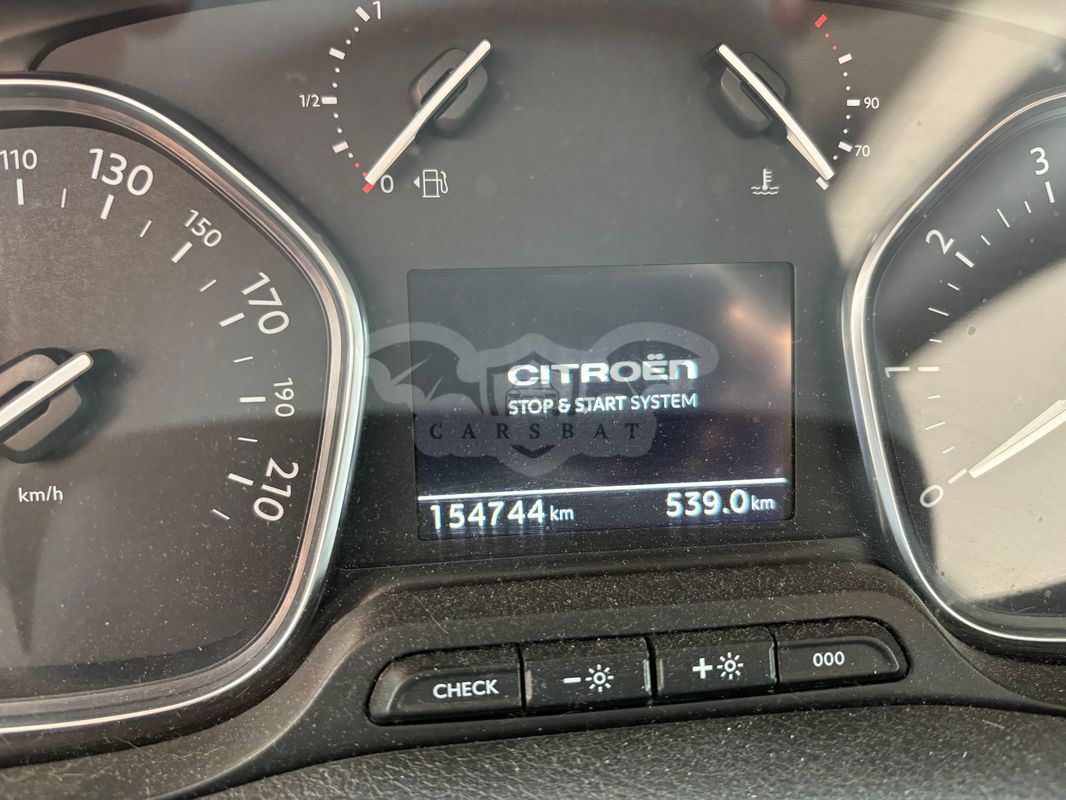 1
1/2
0
90
70
110
130
150
170
190
210
km/h
3
2
1
0
CITROËN
STOP & START SYSTEM
CARSBAT
154744 km 539.0 km
CHECK - + 000